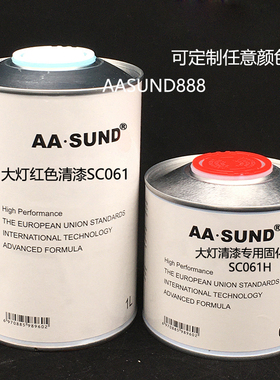 可定制任意颜色
AASUND888
AA·SUND®
大灯红色清漆SC061
High Performance
THE EUROPEAN UNION STANDARDS
INTERNATIONAL TECHNOLOGY
ADVANCED FORMULA
1L
6970885989602
AA·SUND®
大灯清漆专用固化
SC061H
High Performance
THE EUROPEAN UNION STANDARDS
INTERNATIONAL TECHNOLOGY
ADVANCED FORMULA